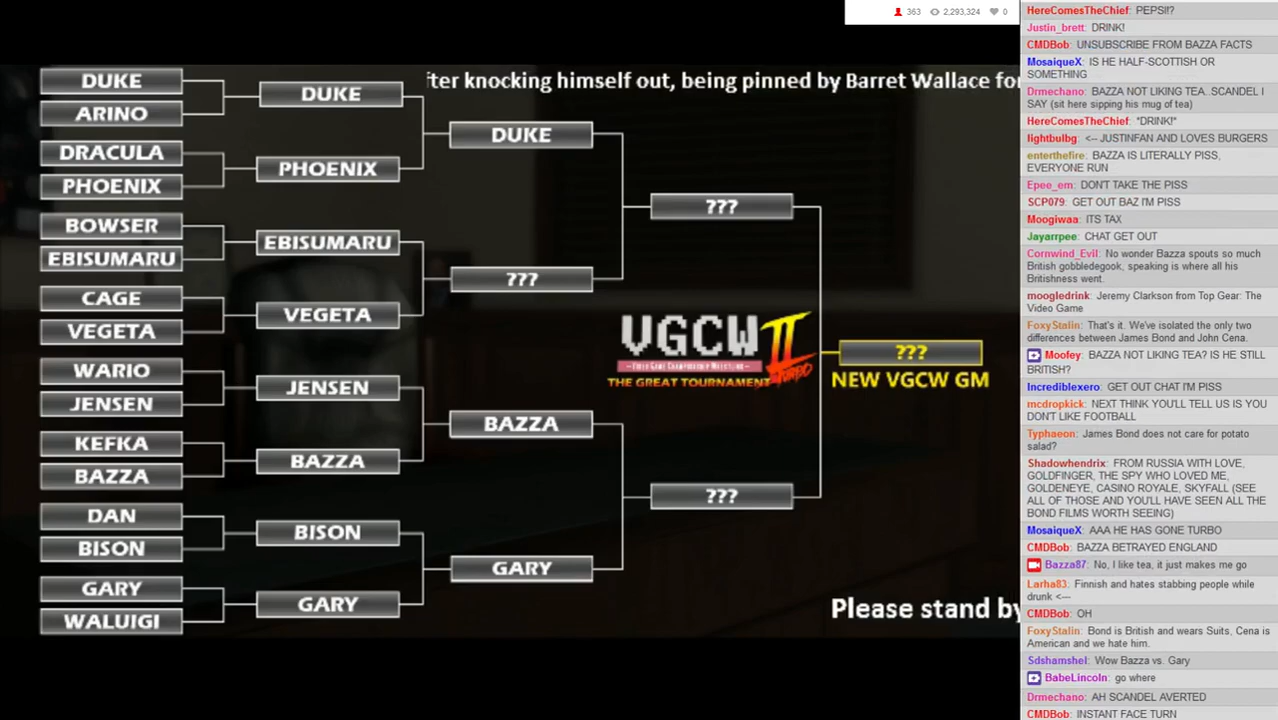 363 2,293,324 0
fter knocking himself out, being pinned by Barret Wallace for
DUKE
ARINO
DRACULA
PHOENIX
BOWSER
EBISUMARU
CAGE
VEGETA
WARIO
JENSEN
KEFKA
BAZZA
DAN
BISON
GARY
WALUIGI
DUKE
PHOENIX
EBISUMARU
VEGETA
JENSEN
BAZZA
BISON
GARY
DUKE
???
BAZZA
GARY
???
???
VGCW II
VIDEO GAME CHAMPIONSHIP WRESTLING
TURBO
THE GREAT TOURNAMENT
???
NEW VGCW GM
Please stand by
HereComesTheChief: PEPSI!?
Justin_brett: DRINK!
CMDBob: UNSUBSCRIBE FROM BAZZA FACTS
MosaiqueX: IS HE HALF-SCOTTISH OR
SOMETHING
Drmechano: BAZZA NOT LIKING TEA..SCANDEL I
SAY (sit here sipping his mug of tea)
HereComesTheChief: *DRINK!*
lightbulbg: <-- JUSTINFAN AND LOVES BURGERS
enterthefire: BAZZA IS LITERALLY PISS,
EVERYONE RUN
Epee_em: DON'T TAKE THE PISS
SCP079: GET OUT BAZ I'M PISS
Moogiwaa: ITS TAX
Jayarrpee: CHAT GET OUT
Cornwind_Evil: No wonder Bazza spouts so much
British gobbledegook, speaking is where all his
Britishness went.
moogledrink: Jeremy Clarkson from Top Gear: The
Video Game
FoxyStalin: That's it. We've isolated the only two
differences between James Bond and John Cena.
Moofey: BAZZA NOT LIKING TEA? IS HE STILL
BRITISH?
Incrediblexero: GET OUT CHAT I'M PISS
mcdropkick: NEXT THINK YOU'LL TELL US IS YOU
DON'T LIKE FOOTBALL
Typhaeon: James Bond does not care for potato
salad?
Shadowhendrix: FROM RUSSIA WITH LOVE,
GOLDFINGER, THE SPY WHO LOVED ME,
GOLDENEYE, CASINO ROYALE, SKYFALL (SEE
ALL OF THOSE AND YOU'LL HAVE SEEN ALL THE
BOND FILMS WORTH SEEING)
MosaiqueX: AAA HE HAS GONE TURBO
CMDBob: BAZZA BETRAYED ENGLAND
Bazza87: No, I like tea, it just makes me go
Larha83: Finnish and hates stabbing people while
drunk <---
CMDBob: OH
FoxyStalin: Bond is British and wears Suits, Cena is
American and we hate him.
Sdshamshel: Wow Bazza vs. Gary
BabeLincoln: go where
Drmechano: AH SCANDEL AVERTED
CMDBob: INSTANT FACE TURN